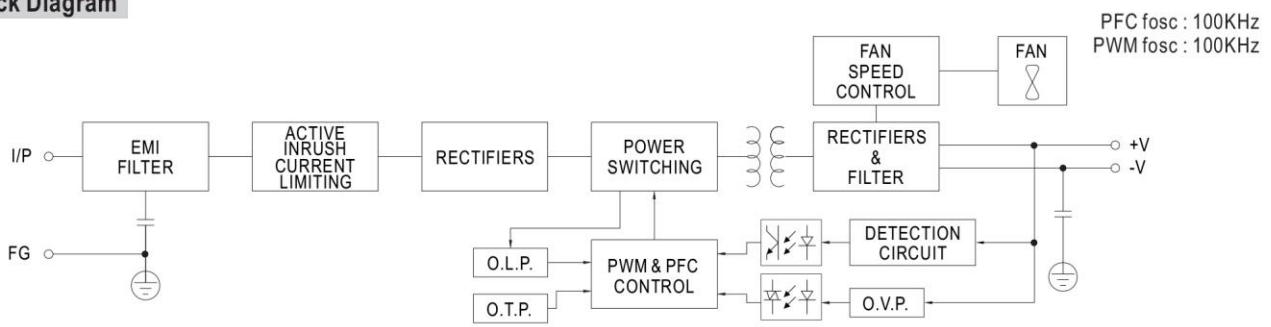 ck Diagram
PFC fosc : 100KHz
PWM fosc : 100KHz
FAN
SPEED
CONTROL
FAN
I/P
EMI
FILTER
ACTIVE
INRUSH
CURRENT
LIMITING
RECTIFIERS
POWER
SWITCHING
RECTIFIERS
&
FILTER
+V
-V
FG
O.L.P.
O.T.P.
PWM & PFC
CONTROL
DETECTION
CIRCUIT
O.V.P.